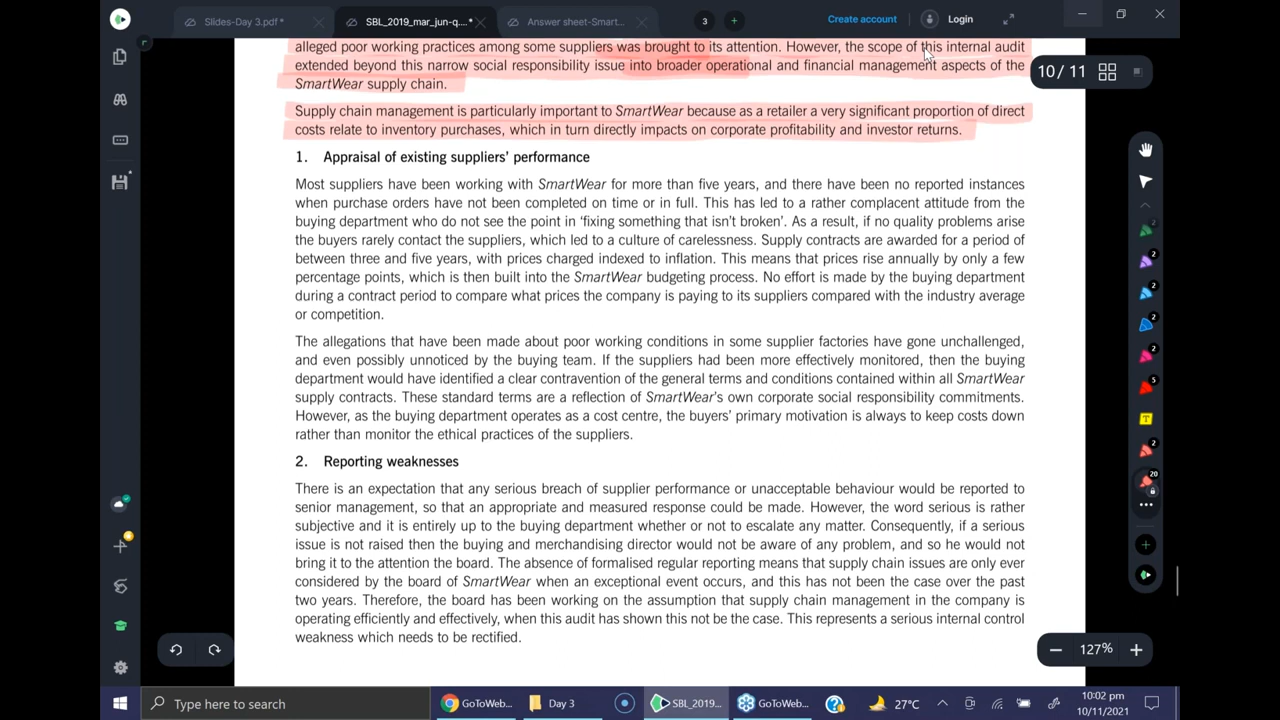 Slides-Day 3.pdf *
SBL_2019_mar_jun-q....*
Answer sheet-Smart...
3
Create account
Login
alleged poor working practices among some suppliers was brought to its attention. However, the scope of this internal audit
extended beyond this narrow social responsibility issue into broader operational and financial management aspects of the
SmartWear supply chain.
10 / 11
Supply chain management is particularly important to SmartWear because as a retailer a very significant proportion of direct
costs relate to inventory purchases, which in turn directly impacts on corporate profitability and investor returns.
1. Appraisal of existing suppliers' performance
Most suppliers have been working with SmartWear for more than five years, and there have been no reported instances
when purchase orders have not been completed on time or in full. This has led to a rather complacent attitude from the
buying department who do not see the point in 'fixing something that isn't broken'. As a result, if no quality problems arise
the buyers rarely contact the suppliers, which led to a culture of carelessness. Supply contracts are awarded for a period of
between three and five years, with prices charged indexed to inflation. This means that prices rise annually by only a few
percentage points, which is then built into the SmartWear budgeting process. No effort is made by the buying department
during a contract period to compare what prices the company is paying to its suppliers compared with the industry average
or competition.
The allegations that have been made about poor working conditions in some supplier factories have gone unchallenged,
and even possibly unnoticed by the buying team. If the suppliers had been more effectively monitored, then the buying
department would have identified a clear contravention of the general terms and conditions contained within all SmartWear
supply contracts. These standard terms are a reflection of SmartWear's own corporate social responsibility commitments.
However, as the buying department operates as a cost centre, the buyers' primary motivation is always to keep costs down
rather than monitor the ethical practices of the suppliers.
2. Reporting weaknesses
There is an expectation that any serious breach of supplier performance or unacceptable behaviour would be reported to
senior management, so that an appropriate and measured response could be made. However, the word serious is rather
subjective and it is entirely up to the buying department whether or not to escalate any matter. Consequently, if a serious
issue is not raised then the buying and merchandising director would not be aware of any problem, and so he would not
bring it to the attention the board. The absence of formalised regular reporting means that supply chain issues are only ever
considered by the board of SmartWear when an exceptional event occurs, and this has not been the case over the past
two years. Therefore, the board has been working on the assumption that supply chain management in the company is
operating efficiently and effectively, when this audit has shown this not be the case. This represents a serious internal control
weakness which needs to be rectified.
2
2
2
2
2
2
5
T
2
20
127%
Type here to search
GoToWeb...
Day 3
SBL_2019...
GoToWeb...
27°C
10:02 pm
10/11/2021